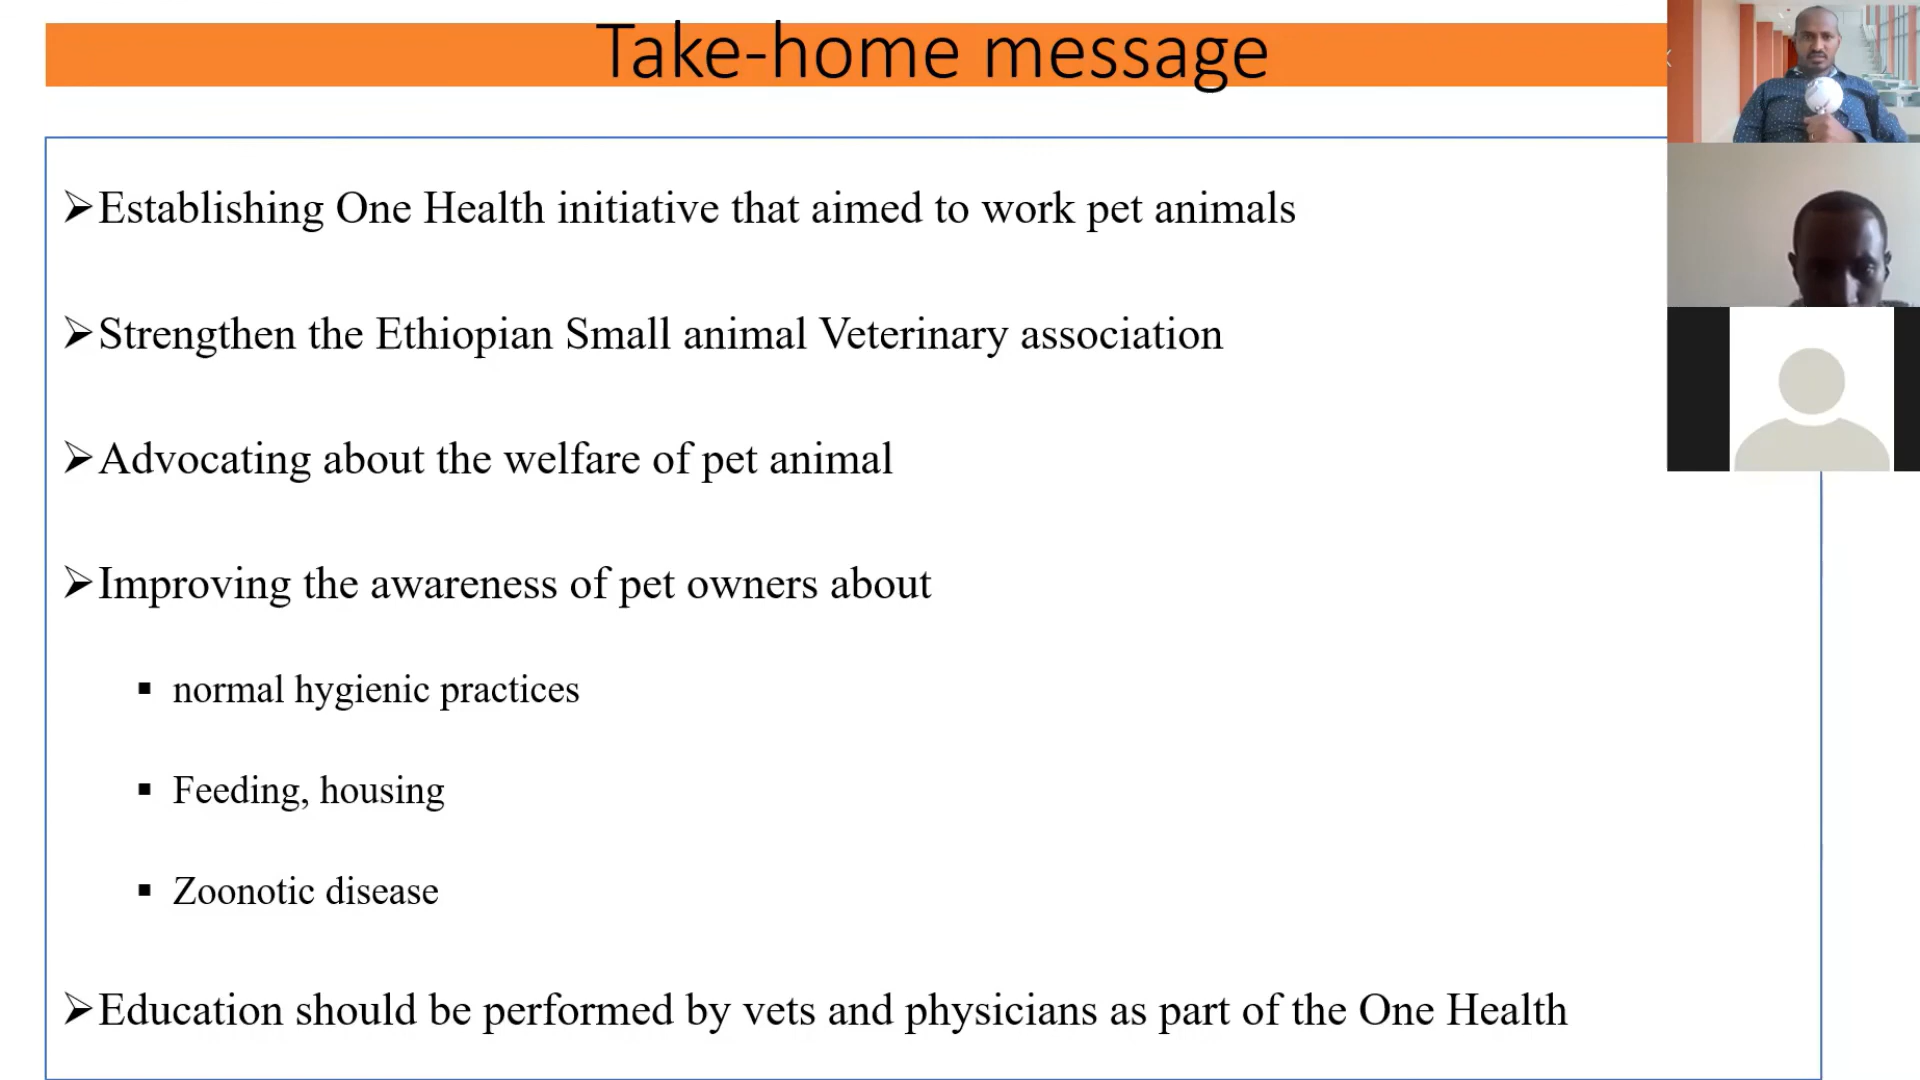 Take-home message
➢Establishing One Health initiative that aimed to work pet animals
➢Strengthen the Ethiopian Small animal Veterinary association
➢Advocating about the welfare of pet animal
➢Improving the awareness of pet owners about
▪ normal hygienic practices
▪ Feeding, housing
▪ Zoonotic disease
➢Education should be performed by vets and physicians as part of the One Health